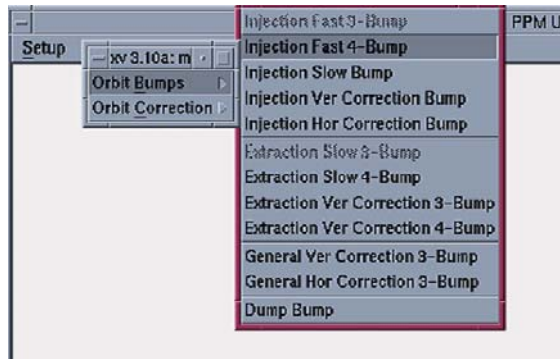 PPM U
Setup
xv 3.10a: m
Orbit Bumps
Orbit Correction
Injection Fast 3-Bump
Injection Fast 4-Bump
Injection Slow Bump
Injection Ver Correction Bump
Injection Hor Correction Bump
Extraction Slow 3-Bump
Extraction Slow 4-Bump
Extraction Ver Correction 3-Bump
Extraction Ver Correction 4-Bump
General Ver Correction 3-Bump
General Hor Correction 3-Bump
Dump Bump